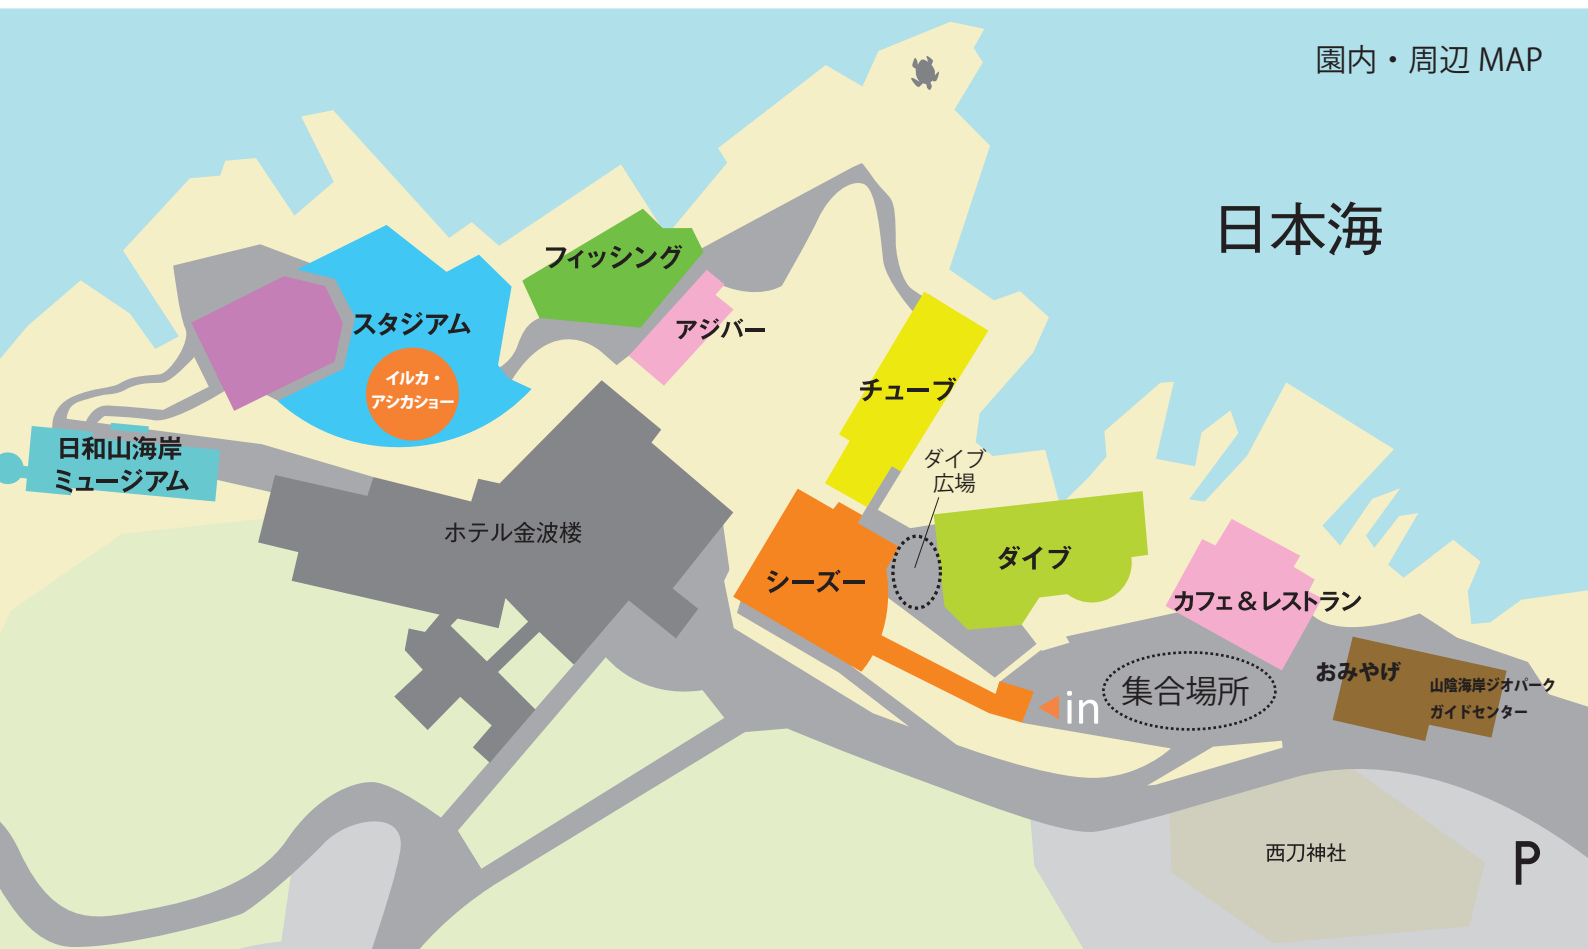 園内・周辺 MAP
日本海
フィッシング
アジバー
スタジアム
イルカ・
アシカショー
チューブ
日和山海岸
ミュージアム
ダイブ
広場
ホテル金波楼
シーズー
ダイブ
カフェ&レストラン
集合場所
in
おみやげ
山陰海岸ジオパーク
ガイドセンター
西刀神社
P